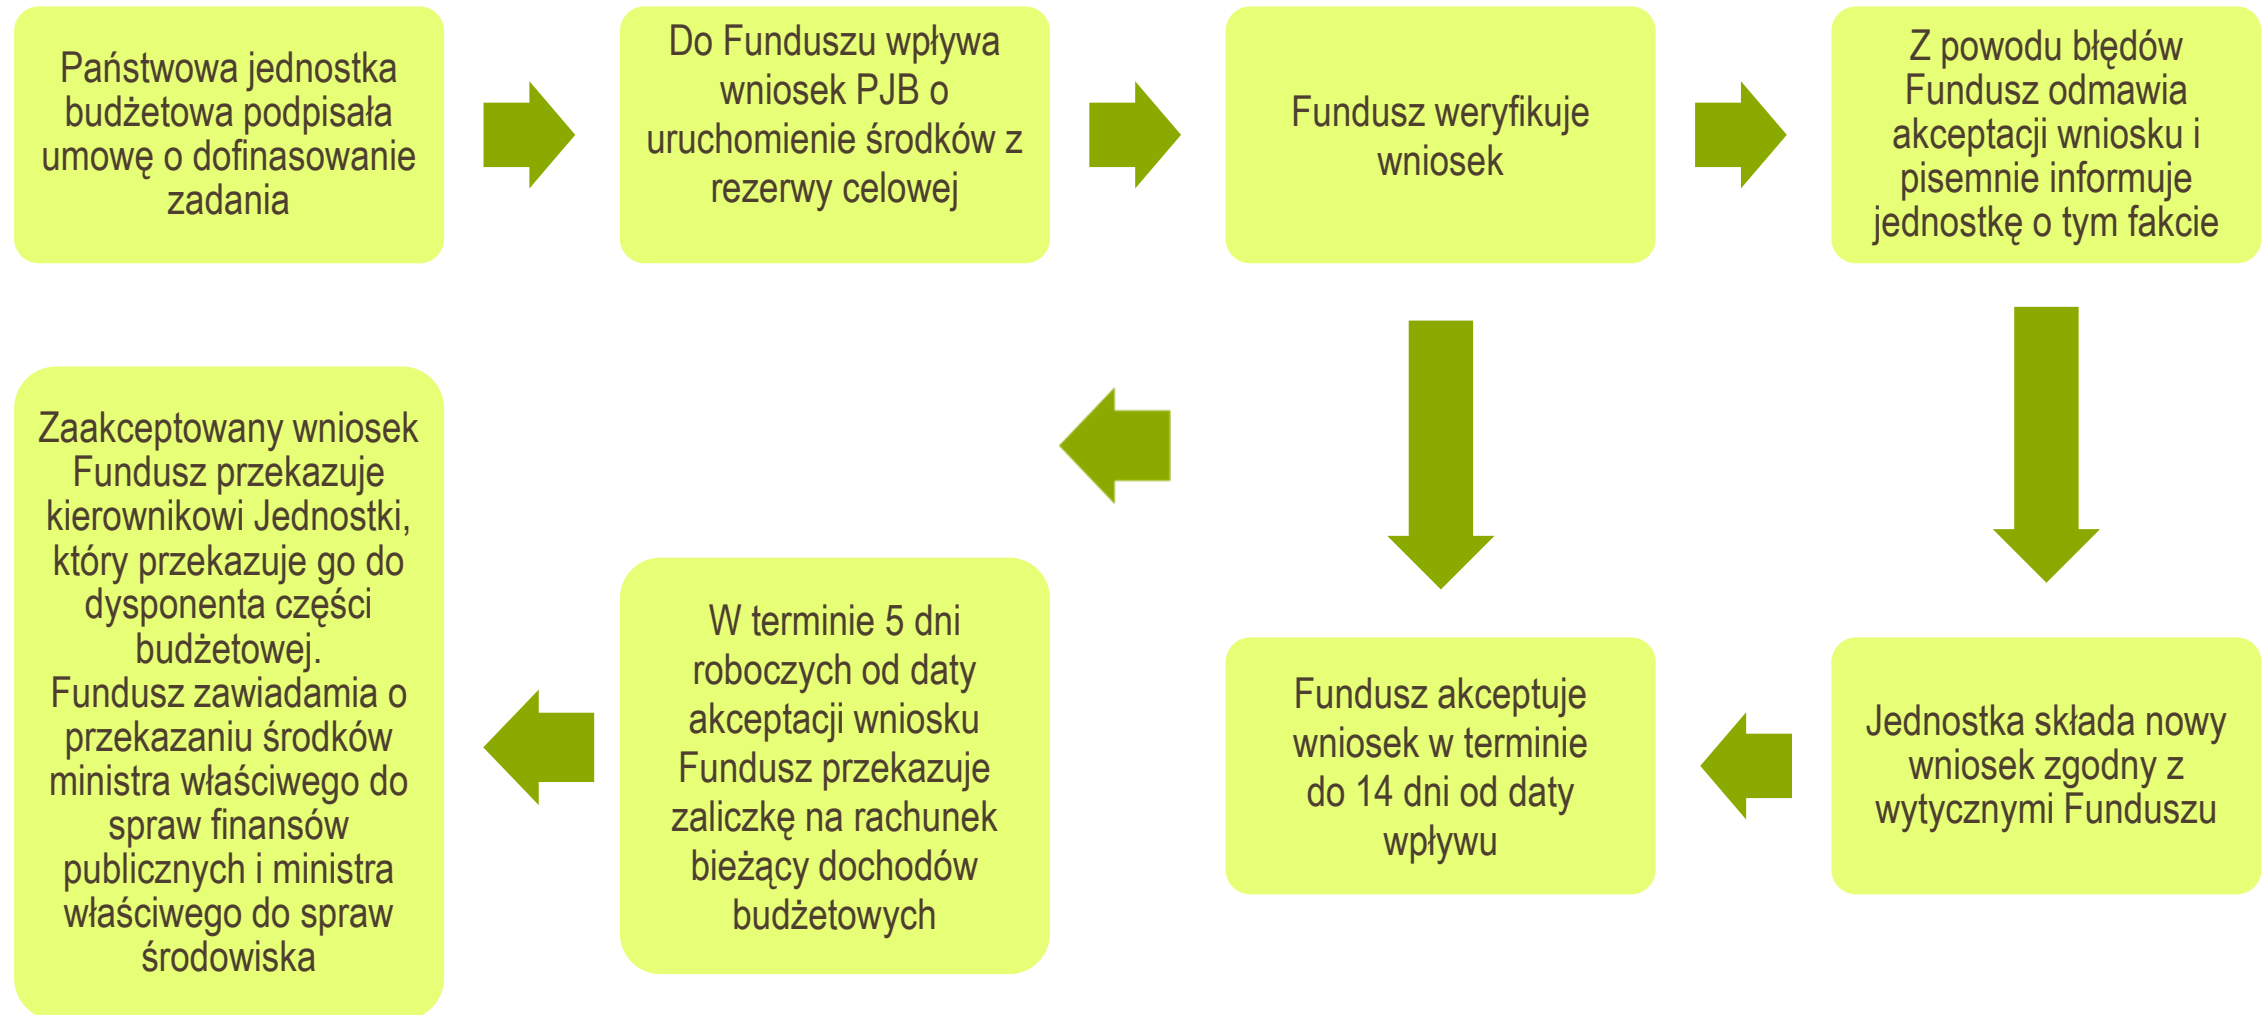 Państwowa jednostka
budżetowa podpisała
umowę o dofinasowanie
zadania
Do Funduszu wpływa
wniosek PJB o
uruchomienie środków z
rezerwy celowej
Fundusz weryfikuje
wniosek
Z powodu błędów
Fundusz odmawia
akceptacji wniosku i
pisemnie informuje
jednostkę o tym fakcie
Jednostka składa nowy
wniosek zgodny z
wytycznymi Funduszu
Fundusz akceptuje
wniosek w terminie
do 14 dni od daty
wpływu
W terminie 5 dni
roboczych od daty
akceptacji wniosku
Fundusz przekazuje
zaliczkę na rachunek
bieżący dochodów
budżetowych
Zaakceptowany wniosek
Fundusz przekazuje
kierownikowi Jednostki,
który przekazuje go do
dysponenta części
budżetowej.
Fundusz zawiadamia o
przekazaniu środków
ministra właściwego do
spraw finansów
publicznych i ministra
właściwego do spraw
środowiska